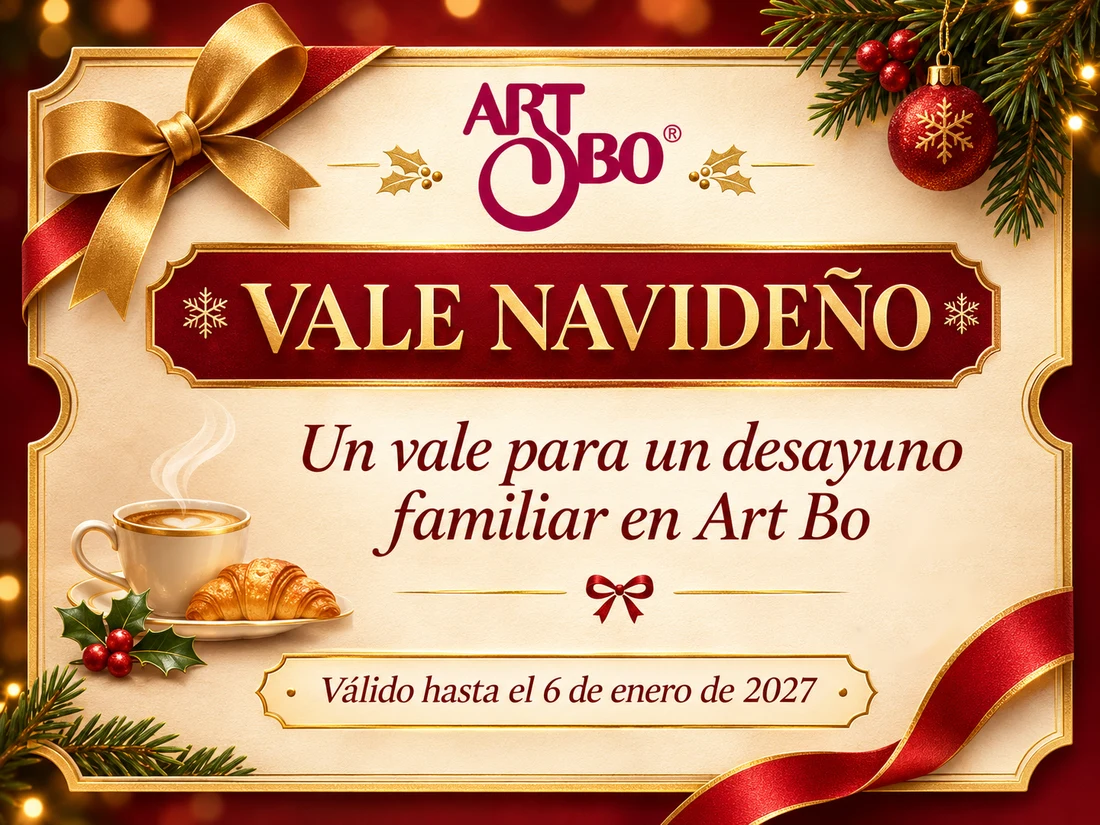 ART
BO®
VALE NAVIDEÑO
Un vale para un desayuno
familiar en Art Bo
Válido hasta el 6 de enero de 2027